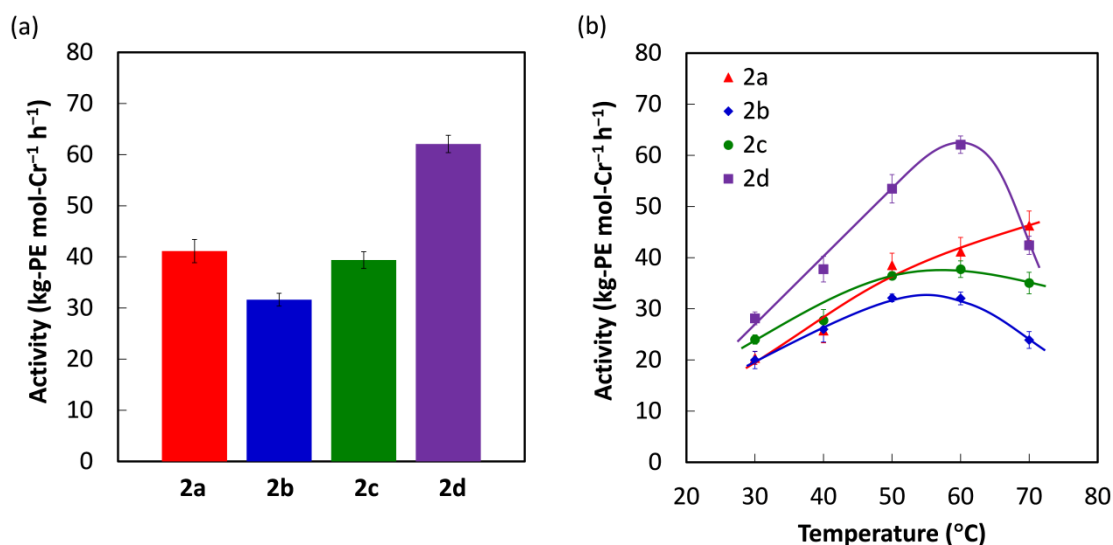 (a)
80
70
60
50
40
30
20
10
0
Activity (kg-PE mol-Cr⁻¹ h⁻¹)
2a 2b 2c 2d
(b)
80
70
60
50
40
30
20
10
0
Activity (kg-PE mol-Cr⁻¹ h⁻¹)
2a
2b
2c
2d
20 30 40 50 60 70 80
Temperature (°C)